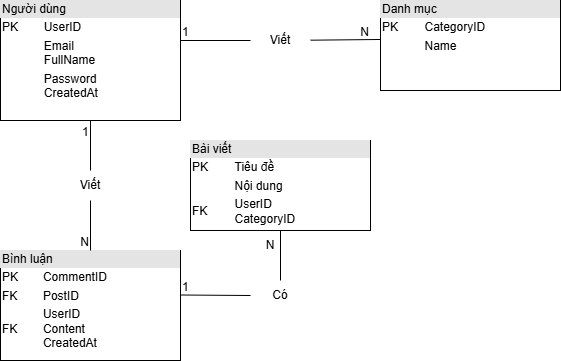 Người dùng
PK UserID
Email
FullName
Password
CreatedAt
1 Viết N
Danh mục
PK CategoryID
Name
1
Viết
N
Bài viết
PK Tiêu đề
Nội dung
FK UserID
CategoryID
N
Có
1
Bình luận
PK CommentID
FK PostID
UserID
FK Content
CreatedAt